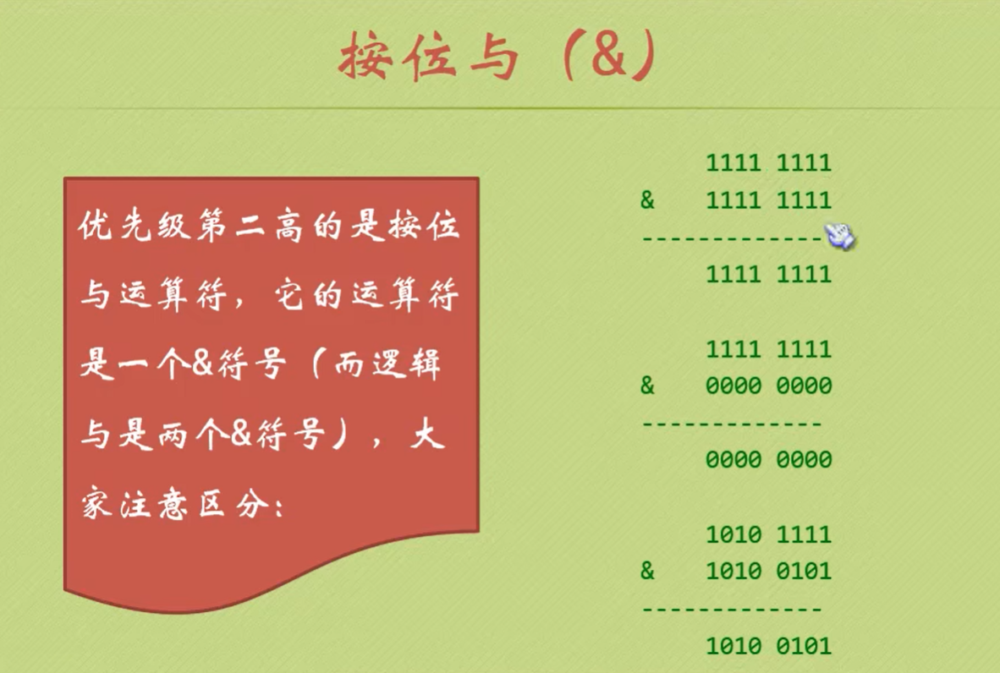 按位与（&）
优先级第二高的是按位
与运算符，它的运算符
是一个&符号（而逻辑
与是两个&符号），大
家注意区分：
1111 1111
& 1111 1111
-------------
1111 1111
1111 1111
& 0000 0000
-------------
0000 0000
1010 1111
& 1010 0101
-------------
1010 0101